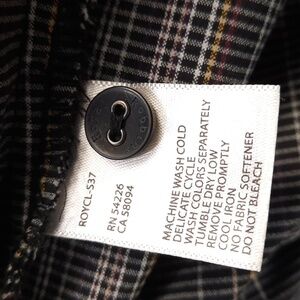 ROYCL-S37
RN 54226
CA 58094
MACHINE WASH COLD
DELICATE CYCLE
WASH COLORS SEPARATELY
TUMBLE DRY LOW
REMOVE PROMPTLY
COOL IRON
NO FABRIC SOFTENER
DO NOT BLEACH